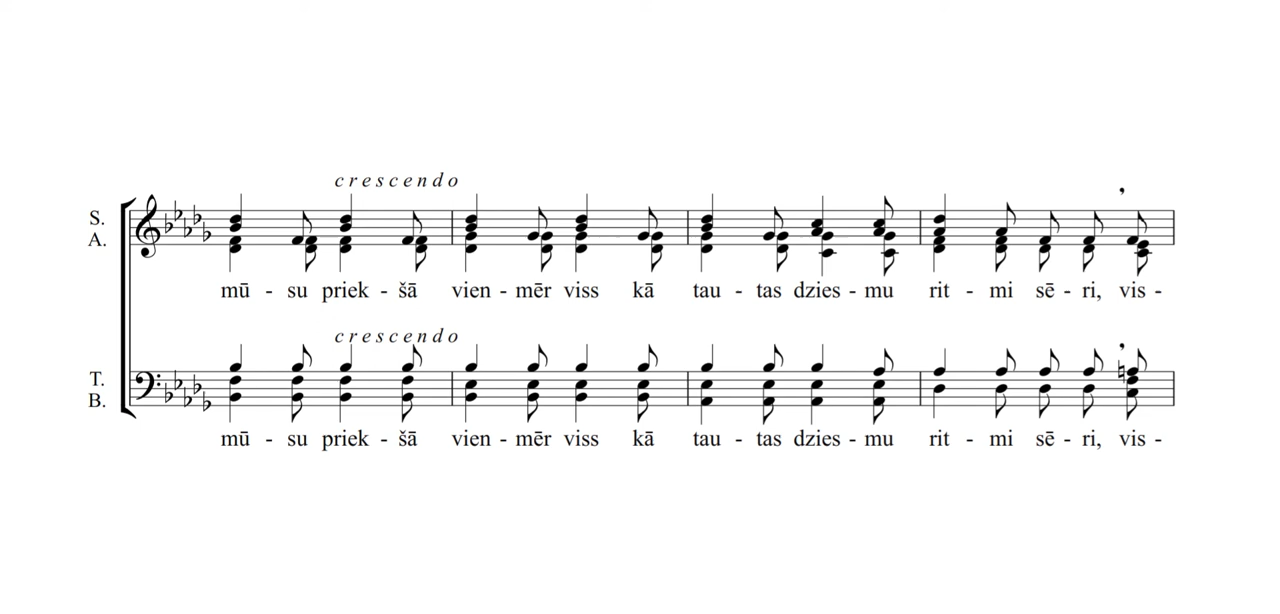 crescendo
S.
A.
mū - su priek - šā vien - mēr viss kā tau - tas dzies - mu rit - mi sē - ri, vis -
crescendo
T.
B.
mū - su priek - šā vien - mēr viss kā tau - tas dzies - mu rit - mi sē - ri, vis -